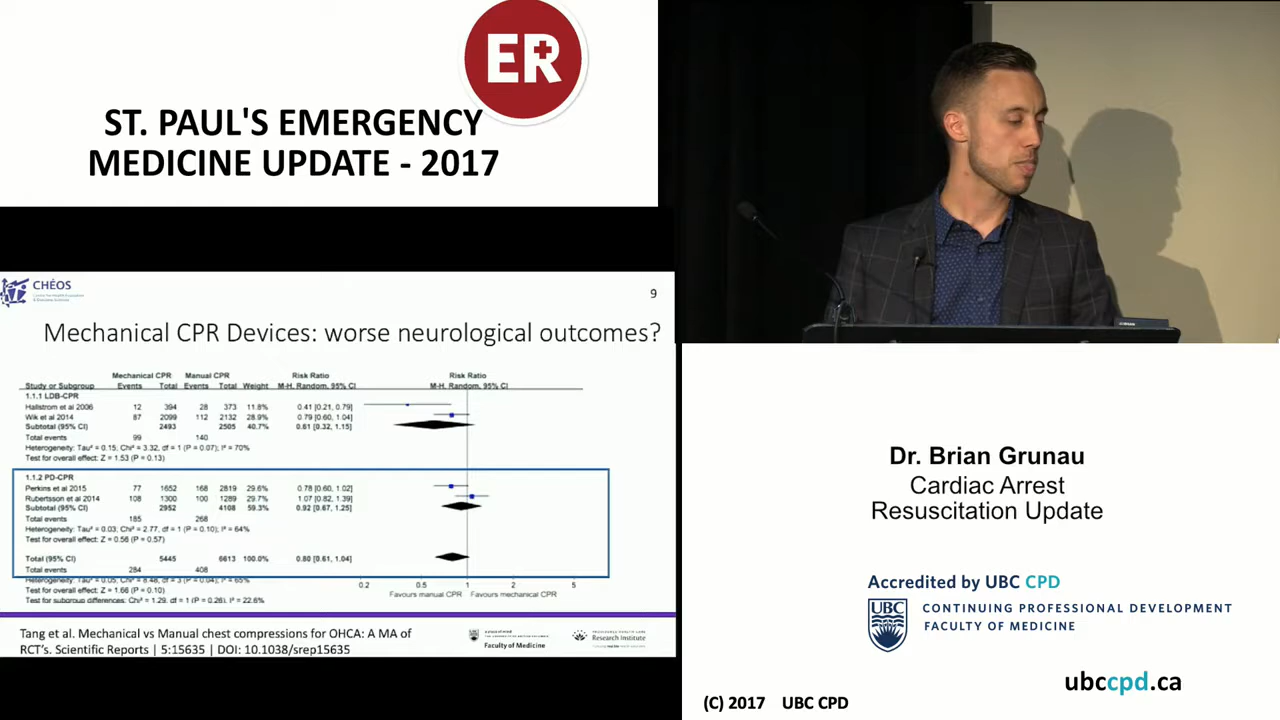 ER
ST. PAUL'S EMERGENCY
MEDICINE UPDATE - 2017
CHÉOS
9
Mechanical CPR Devices: worse neurological outcomes?
Mechanical CPR Manual CPR Risk Ratio Risk Ratio
Study or Subgroup Events Total Events Total Weight M-H. Random, 95% CI M-H. Random, 95% CI
1.1.1 LDB-CPR
Hallstrom et al 2006 12 394 28 373 11.8% 0.41 [0.21, 0.79]
Wik et al 2014 87 2099 112 2132 28.9% 0.79 [0.60, 1.04]
Subtotal (95% CI) 2493 2505 40.7% 0.61 [0.32, 1.15]
Total events 99 140
Heterogeneity: Tau² = 0.15; Chi² = 3.32, df = 1 (P = 0.07); I² = 70%
Test for overall effect: Z = 1.53 (P = 0.13)
1.1.2 PD-CPR
Perkins et al 2015 77 1652 168 2819 29.6% 0.78 [0.60, 1.02]
Rubertsson et al 2014 108 1300 100 1289 29.7% 1.07 [0.82, 1.39]
Subtotal (95% CI) 2952 4108 59.3% 0.92 [0.67, 1.25]
Total events 185 268
Heterogeneity: Tau² = 0.03; Chi² = 2.77, df = 1 (P = 0.10); I² = 64%
Test for overall effect: Z = 0.56 (P = 0.57)
Total (95% CI) 5445 6613 100.0% 0.80 [0.61, 1.04]
Total events 284 408
Heterogeneity: Tau² = 0.05; Chi² = 8.48, df = 3 (P = 0.04); I² = 65%
Test for overall effect: Z = 1.66 (P = 0.10)
Test for subgroup differences: Chi² = 1.29, df = 1 (P = 0.26), I² = 22.6%
0.2 0.5 1 2 5
Favours manual CPR Favours mechanical CPR
Tang et al. Mechanical vs Manual chest compressions for OHCA: A MA of
RCT's. Scientific Reports | 5:15635 | DOI: 10.1038/srep15635
Faculty of Medicine
Research Institute
Dr. Brian Grunau
Cardiac Arrest
Resuscitation Update
Accredited by UBC CPD
UBC
CONTINUING PROFESSIONAL DEVELOPMENT
FACULTY OF MEDICINE
ubccpd.ca
(C) 2017 UBC CPD